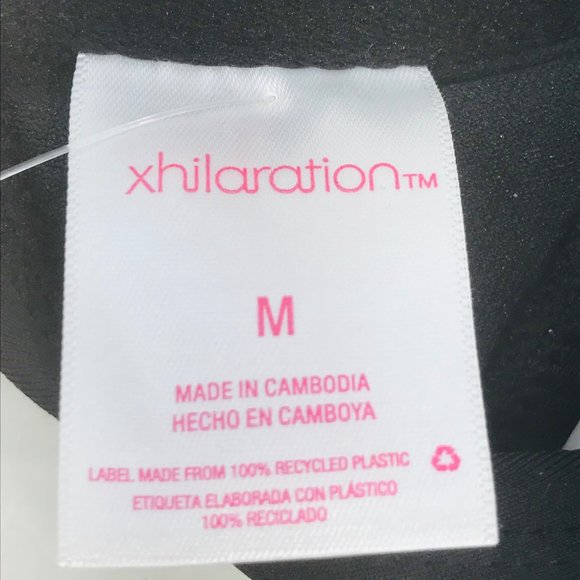 xhilaration™
M
MADE IN CAMBODIA
HECHO EN CAMBOYA
LABEL MADE FROM 100% RECYCLED PLASTIC
ETIQUETA ELABORADA CON PLÁSTICO
100% RECICLADO